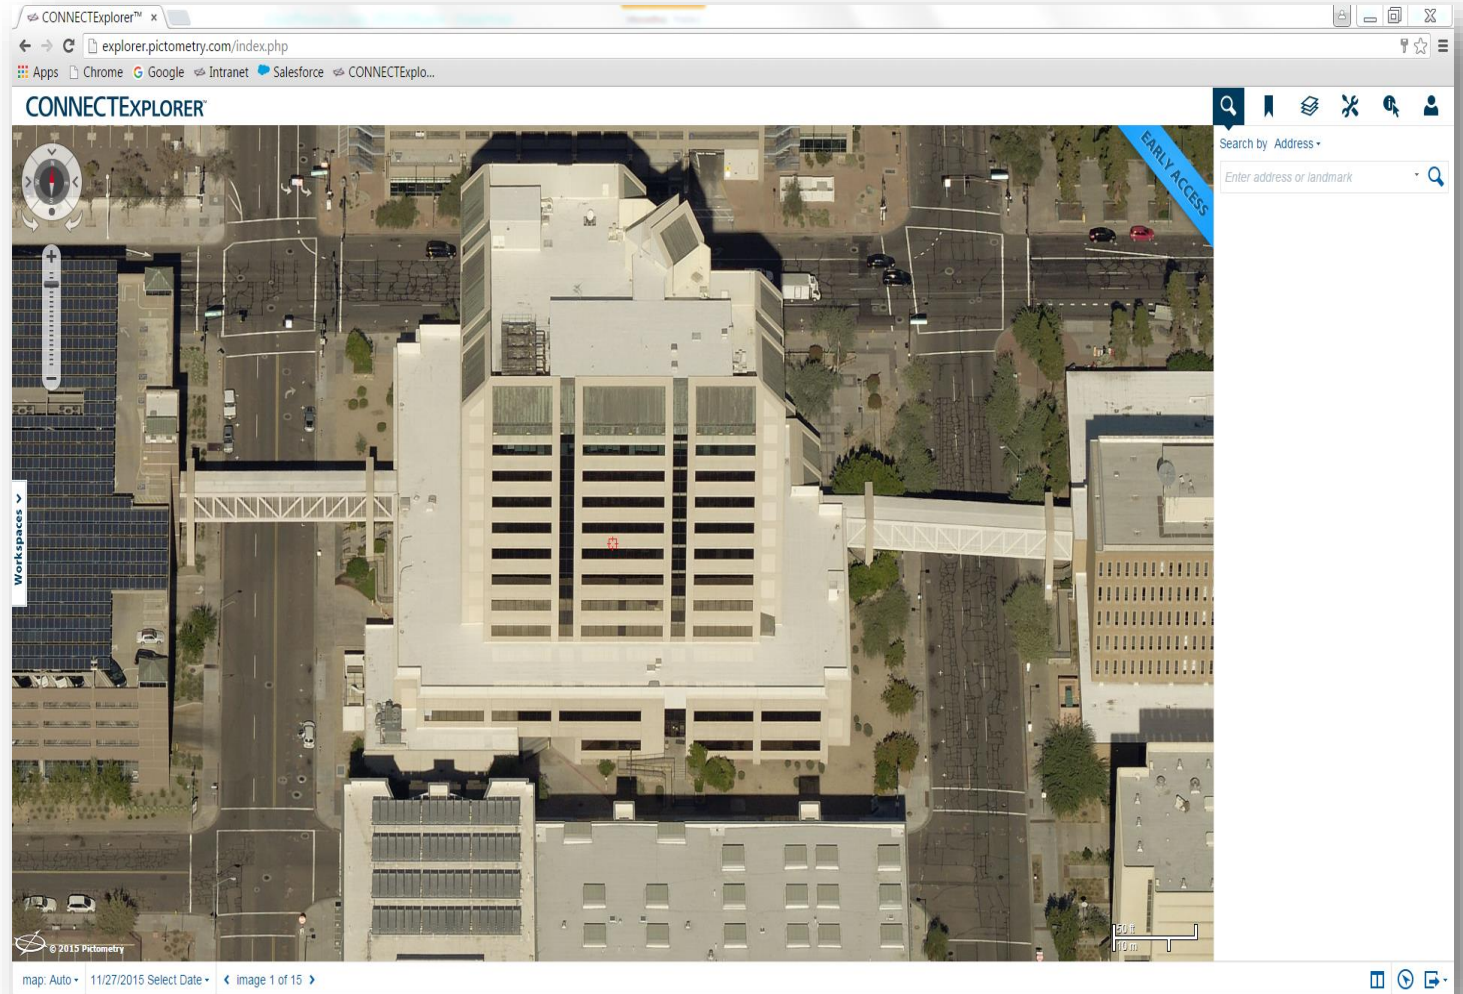 CONNECTExplorer™ ×
explorer.pictometry.com/index.php
Apps Chrome Google Intranet Salesforce CONNECTExplo...
CONNECTEXPLORER™
EARLY ACCESS
Search by Address
Enter address or landmark
N
Workspaces
© 2015 Pictometry
50 ft
10 m
map: Auto 11/27/2015 Select Date image 1 of 15